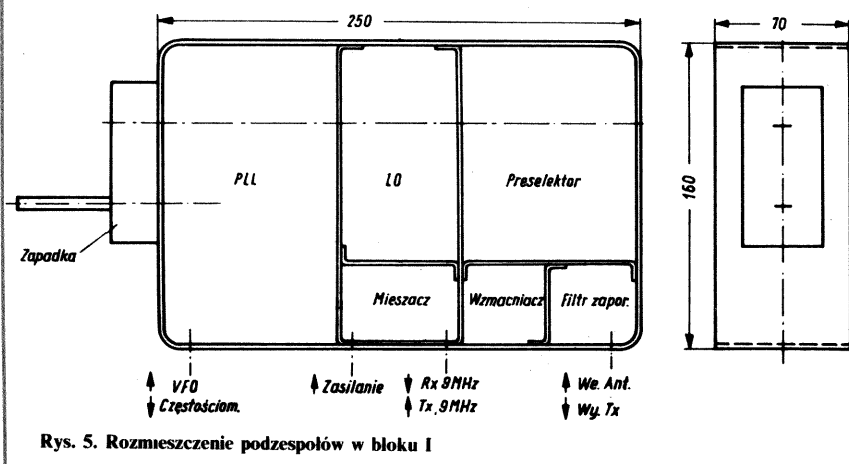 250
70
160
PLL
LO
Preselektor
Zapadka
Mieszacz
Wzmacniacz
Filtr zapor.
VFO
Częstościom.
Zasilanie
Rx 9MHz
Tx 9MHz
We. Ant.
Wy. Tx
Rys. 5. Rozmieszczenie podzespołów w bloku I